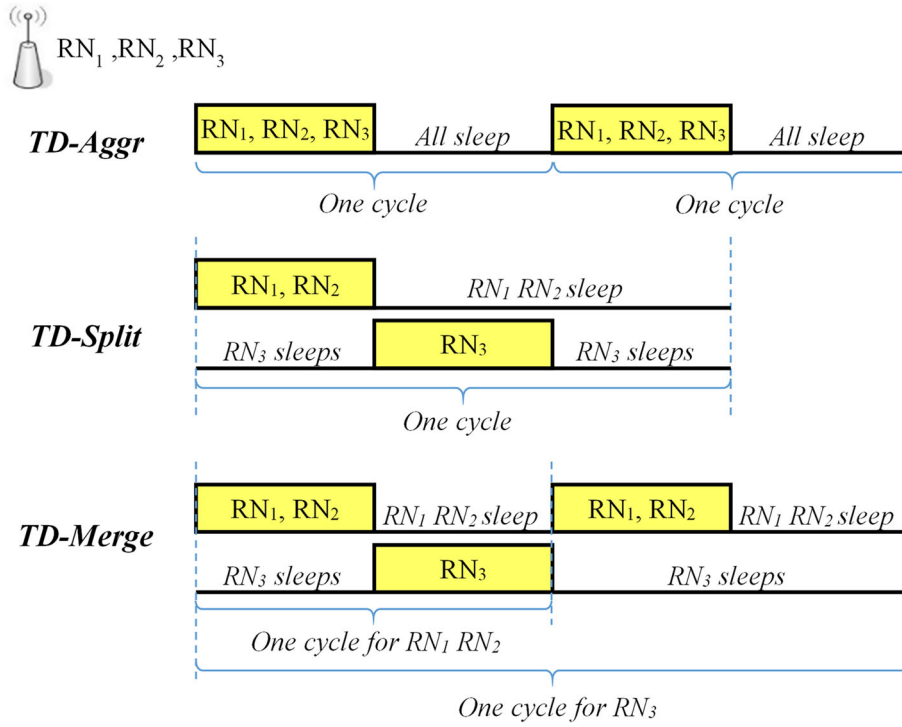 RN1 ,RN2 ,RN3
TD-Aggr
RN1, RN2, RN3 All sleep RN1, RN2, RN3 All sleep
One cycle One cycle
TD-Split
RN1, RN2 RN1 RN2 sleep
RN3 sleeps RN3 RN3 sleeps
One cycle
TD-Merge
RN1, RN2 RN1 RN2 sleep RN1, RN2 RN1 RN2 sleep
RN3 sleeps RN3 RN3 sleeps
One cycle for RN1 RN2
One cycle for RN3